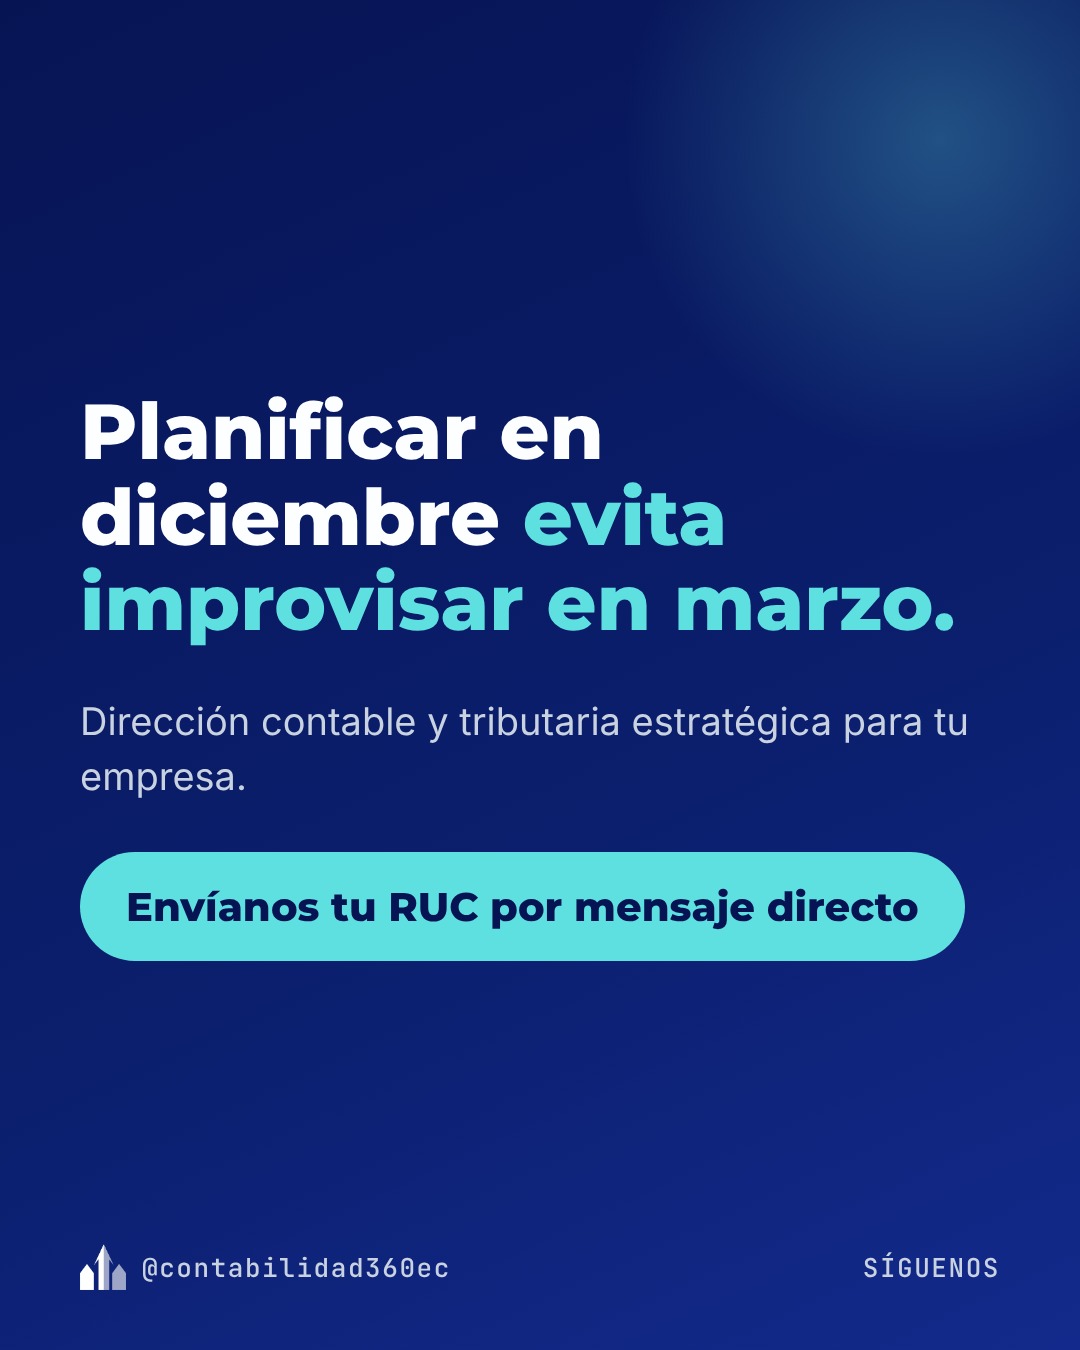 Planificar en
diciembre evita
improvisar en marzo.
Dirección contable y tributaria estratégica para tu
empresa.
Envíanos tu RUC por mensaje directo
@contabilidad360ec
SÍGUENOS